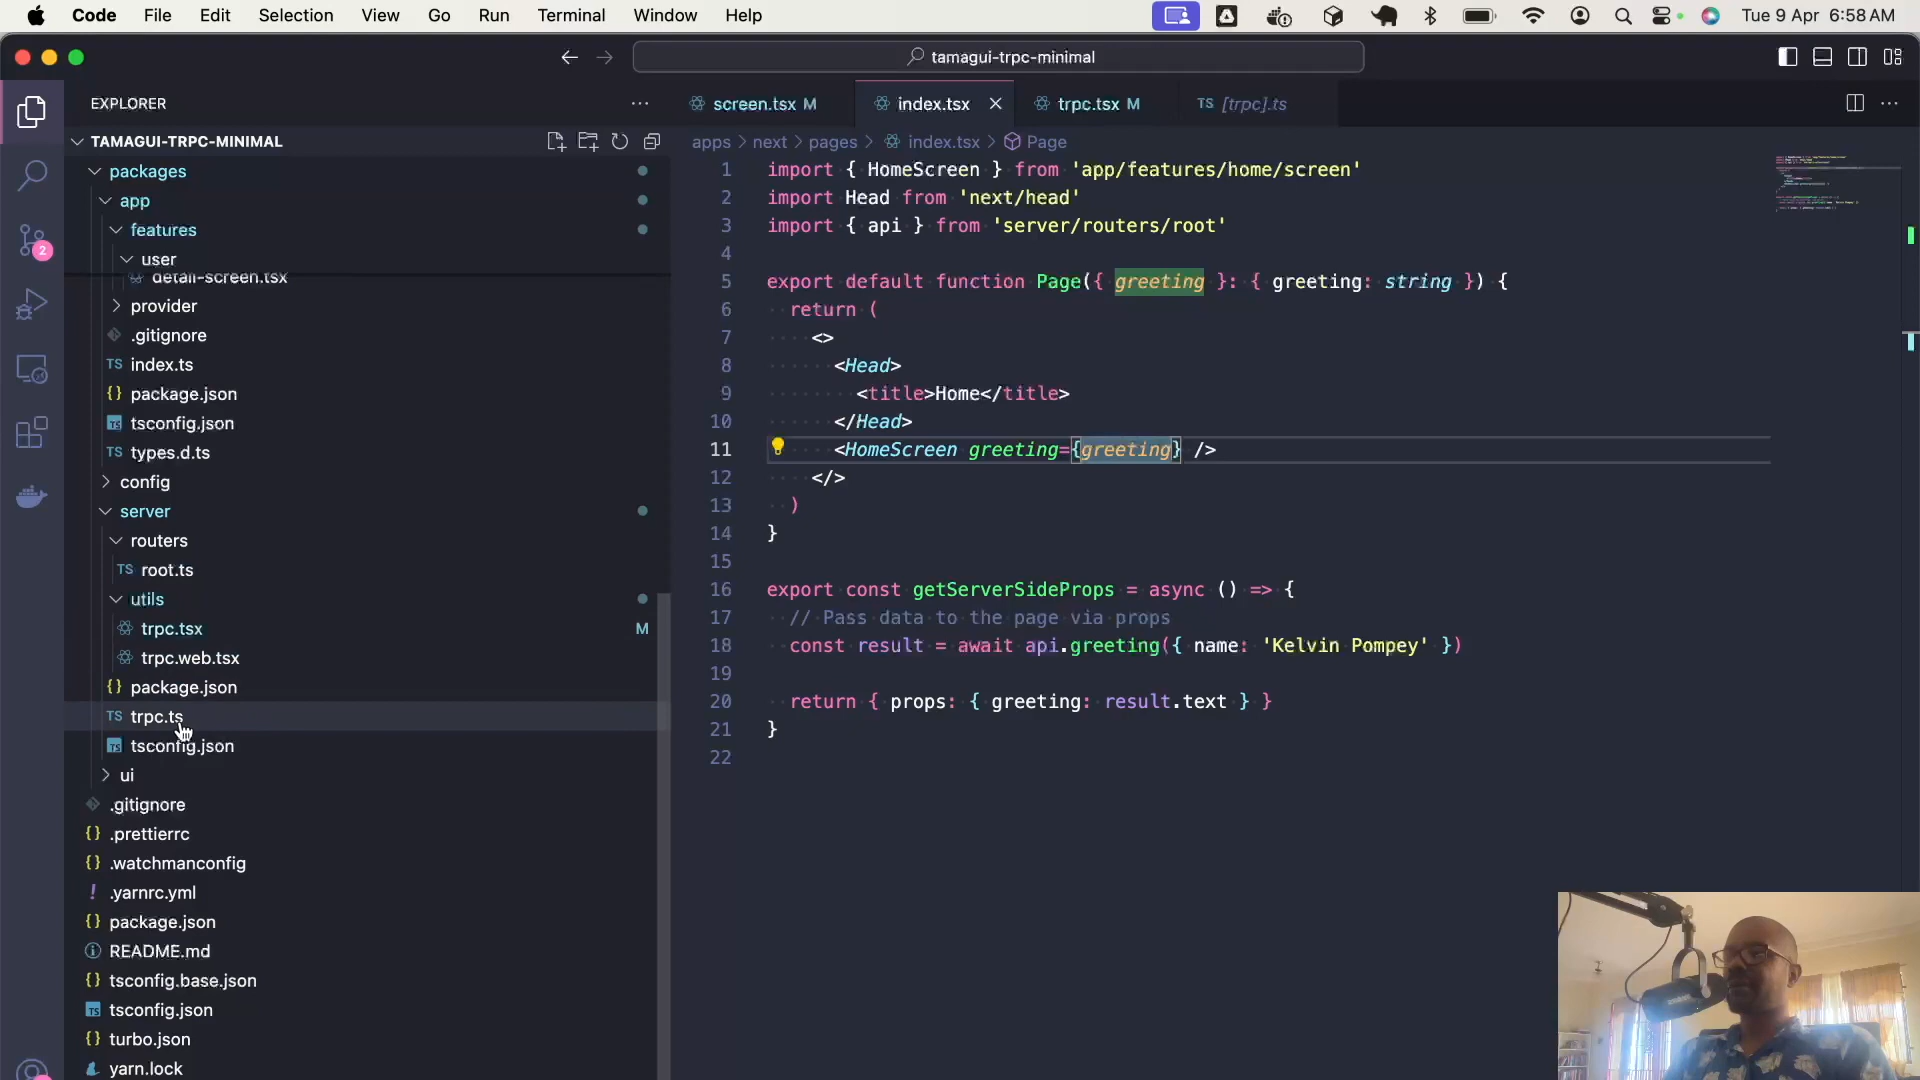 Code File Edit Selection View Go Run Terminal Window Help Tue 9 Apr 6:58 AM
tamagui-trpc-minimal
EXPLORER
TAMAGUI-TRPC-MINIMAL
packages
app
features
user
detail-screen.tsx
provider
.gitignore
TS index.ts
{} package.json
TS tsconfig.json
TS types.d.ts
config
server
routers
TS root.ts
utils
trpc.tsx M
trpc.web.tsx
{} package.json
TS trpc.ts
TS tsconfig.json
ui
.gitignore
{} .prettierrc
{} .watchmanconfig
! .yarnrc.yml
{} package.json
README.md
{} tsconfig.base.json
TS tsconfig.json
{} turbo.json
yarn.lock
2
screen.tsx M index.tsx trpc.tsx M TS [trpc].ts
apps > next > pages > index.tsx > Page
1 import { HomeScreen } from 'app/features/home/screen'
2 import Head from 'next/head'
3 import { api } from 'server/routers/root'
4
5 export default function Page({ greeting }: { greeting: string }) {
6 return (
7 <>
8 <Head>
9 <title>Home</title>
10 </Head>
11 <HomeScreen greeting={greeting} />
12 </>
13 )
14 }
15
16 export const getServerSideProps = async () => {
17 // Pass data to the page via props
18 const result = await api.greeting({ name: 'Kelvin Pompey' })
19
20 return { props: { greeting: result.text } }
21 }
22